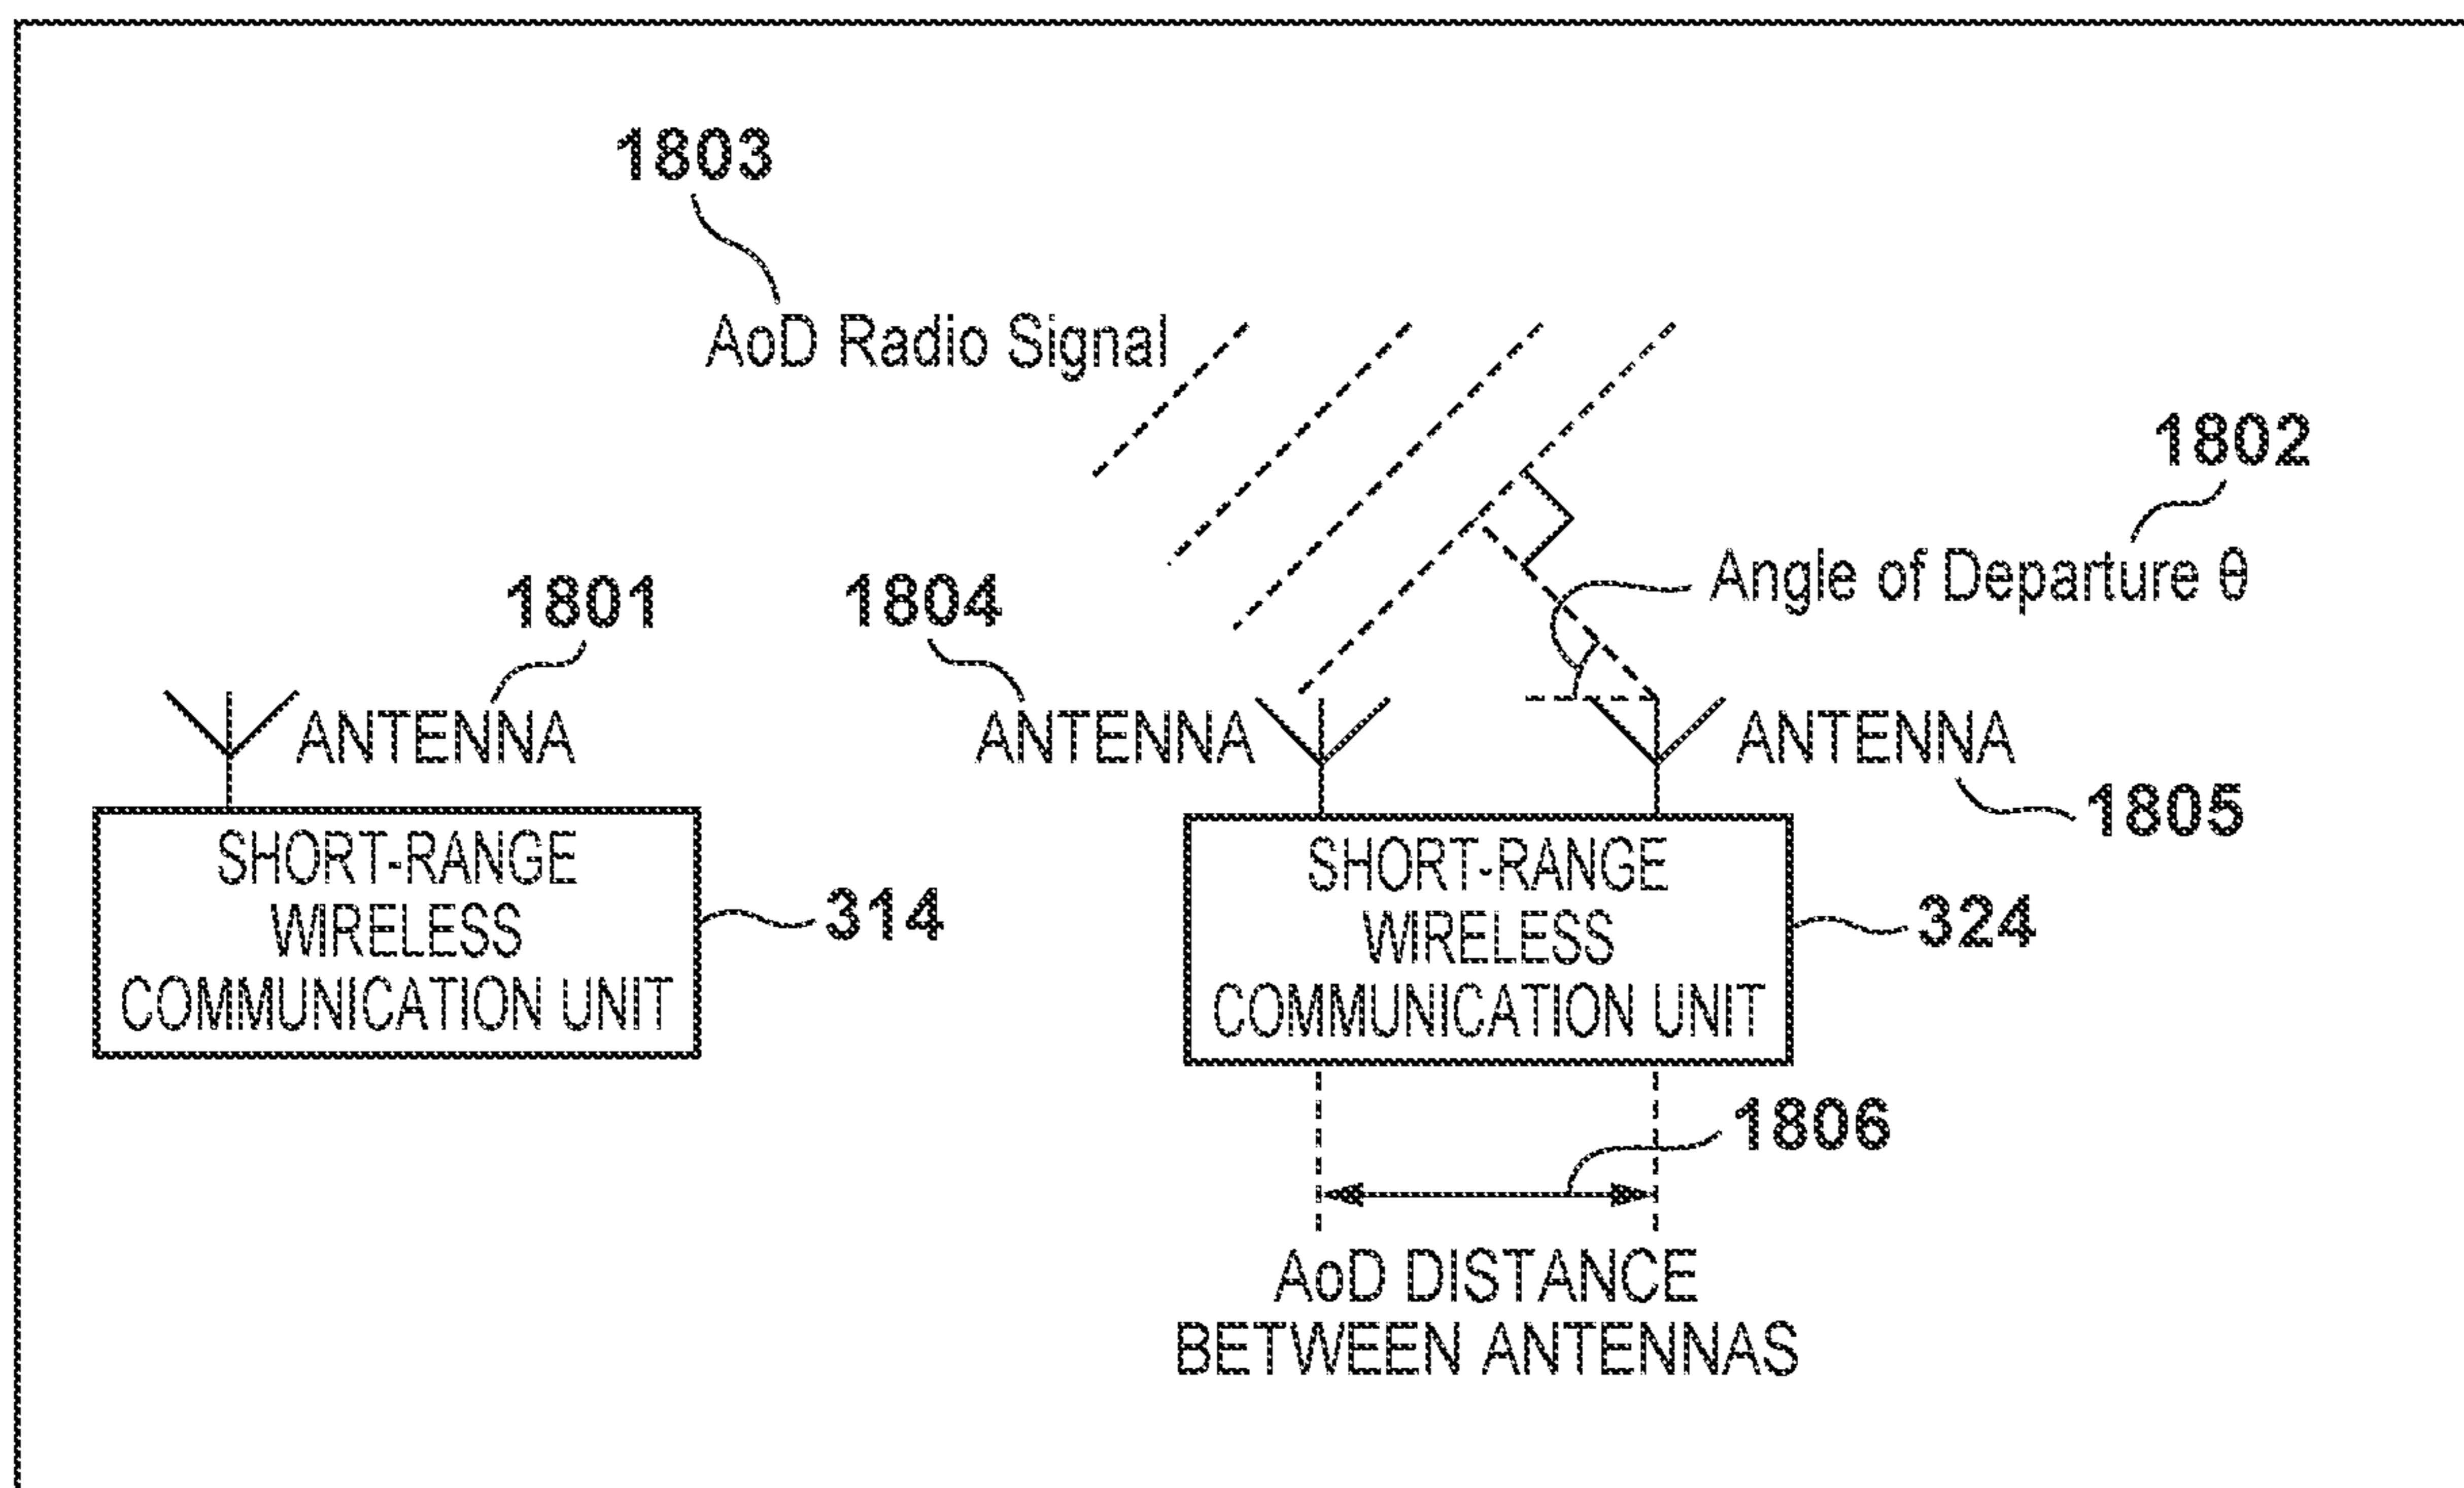 1803
AoD Radio Signal
1802
Angle of Departure θ
1801
1804
ANTENNA
ANTENNA
ANTENNA
1805
SHORT-RANGE
WIRELESS
COMMUNICATION UNIT
314
SHORT-RANGE
WIRELESS
COMMUNICATION UNIT
324
1806
AoD DISTANCE
BETWEEN ANTENNAS